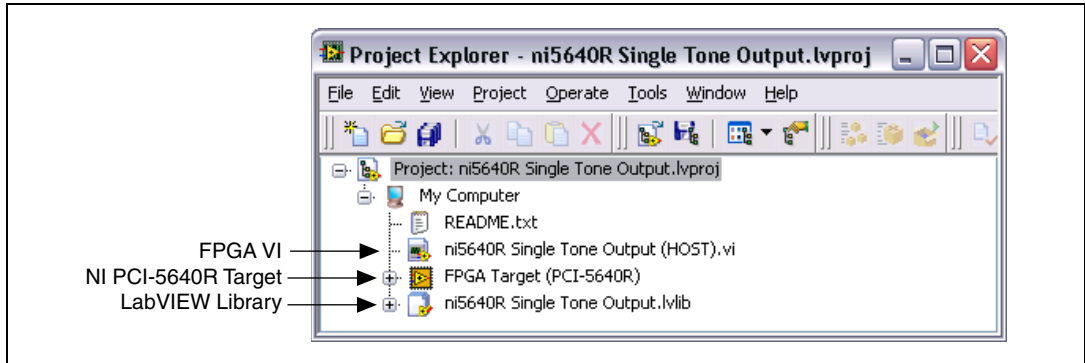 Project Explorer - ni5640R Single Tone Output.lvproj
File Edit View Project Operate Tools Window Help
Project: ni5640R Single Tone Output.lvproj
My Computer
README.txt
FPGA VI ni5640R Single Tone Output (HOST).vi
NI PCI-5640R Target FPGA Target (PCI-5640R)
LabVIEW Library ni5640R Single Tone Output.lvlib